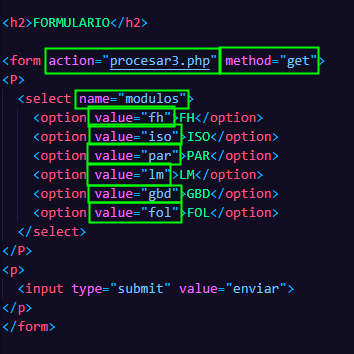 <h2>FORMULARIO</h2>
<form action="procesar3.php" method="get">
<P>
<select name="modulos">
<option value="fh">FH</option>
<option value="iso">ISO</option>
<option value="par">PAR</option>
<option value="lm">LM</option>
<option value="gbd">GBD</option>
<option value="fol">FOL</option>
</select>
</P>
<p>
<input type="submit" value="enviar">
</p>
</form>